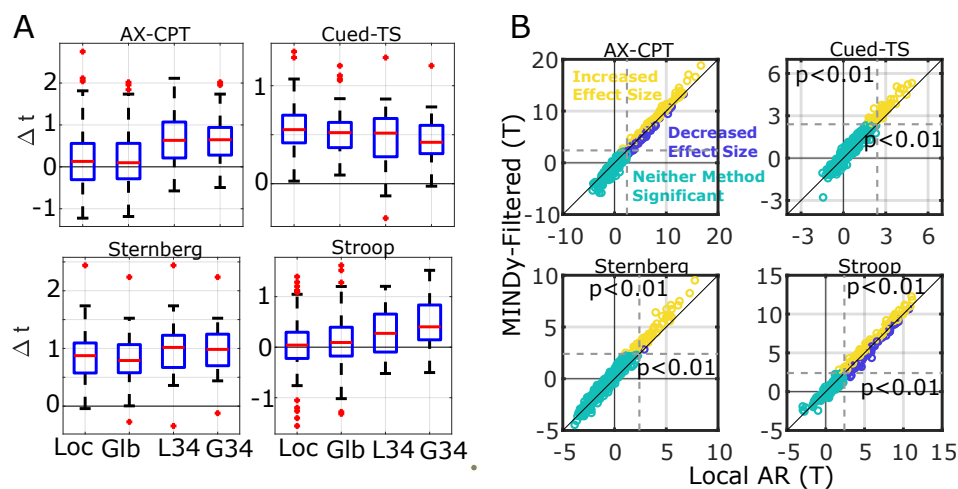 A
AX-CPT
Cued-TS
Δ t
2
1
0
-1
1
0
Sternberg
Stroop
Δ t
2
1
0
1
0
-1
Loc
Glb
L34
G34
Loc
Glb
L34
G34
B
MINDy-Filtered (T)
AX-CPT
Cued-TS
20
10
0
-10
Increased
Effect Size
Decreased
Effect Size
Neither Method
Significant
-10
0
10
20
6
3
0
-3
p<0.01
p<0.01
-3
0
3
6
Sternberg
Stroop
10
5
0
-5
p<0.01
p<0.01
-5
0
5
10
15
10
5
0
-5
p<0.01
p<0.01
-5
0
5
10
15
Local AR (T)